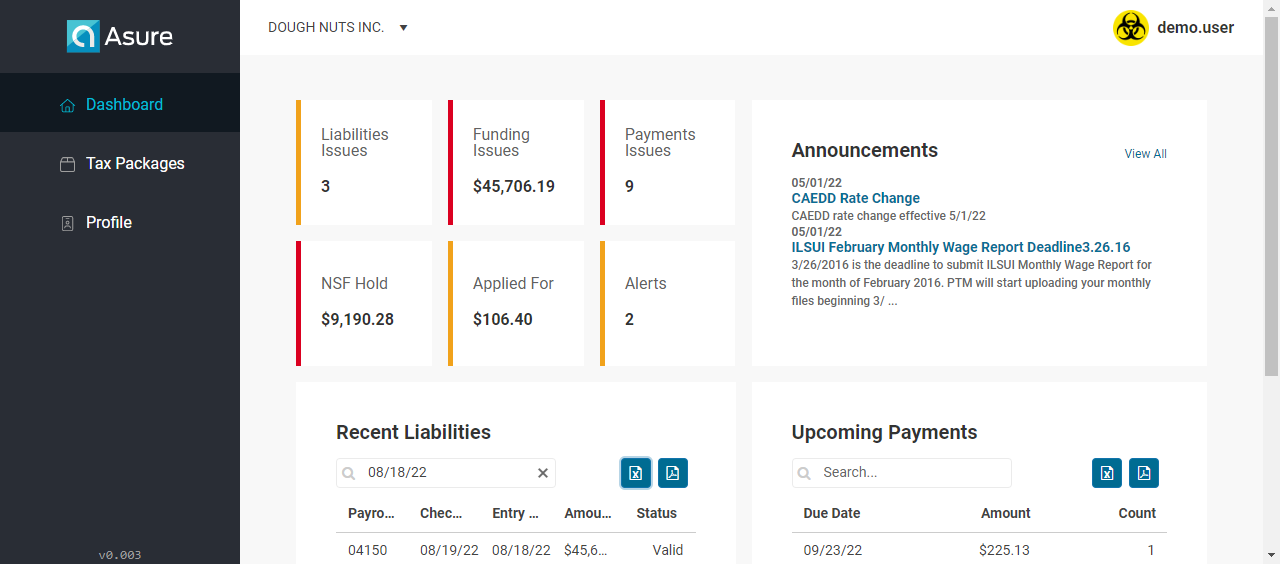 Asure
DOUGH NUTS INC.
demo.user
Dashboard
Tax Packages
Profile
v0.003
Liabilities
Issues
3
Funding
Issues
$45,706.19
Payments
Issues
9
NSF Hold
$9,190.28
Applied For
$106.40
Alerts
2
Announcements
View All
05/01/22
CAEDD Rate Change
CAEDD rate change effective 5/1/22
05/01/22
ILSUI February Monthly Wage Report Deadline3.26.16
3/26/2016 is the deadline to submit ILSUI Monthly Wage Report for
the month of February 2016. PTM will start uploading your monthly
files beginning 3/ ...
Recent Liabilities
08/18/22
Payro... Chec... Entry ... Amou... Status
04150 08/19/22 08/18/22 $45,6... Valid
Upcoming Payments
Search...
Due Date Amount Count
09/23/22 $225.13 1